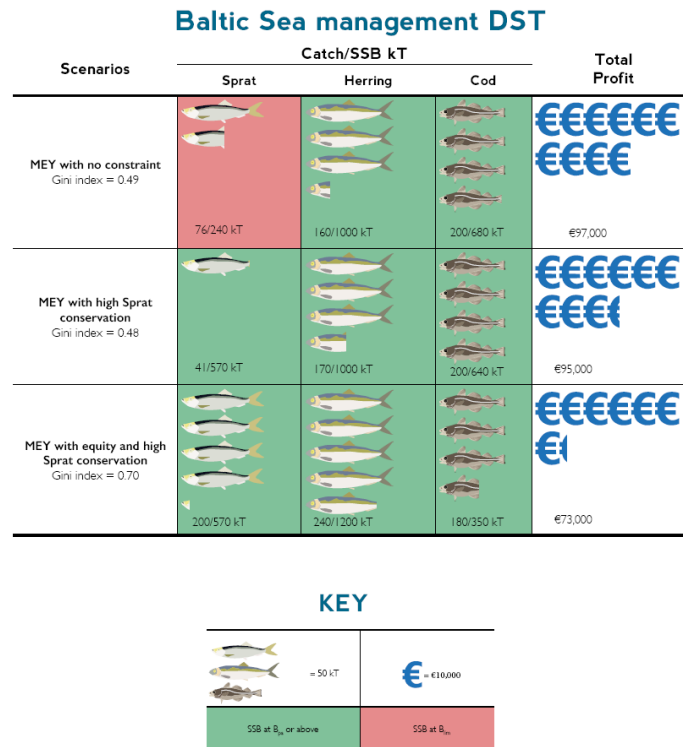 Baltic Sea management DST
Scenarios
Catch/SSB kT
Total
Profit
Sprat
Herring
Cod
MEY with no constraint
Gini index = 0.49
76/240 kT
160/1000 kT
200/680 kT
€€€€€€
€€€€
€97,000
MEY with high Sprat
conservation
Gini index = 0.48
41/570 kT
170/1000 kT
200/640 kT
€€€€€€
€€€€
€95,000
MEY with equity and high
Sprat conservation
Gini index = 0.70
200/570 kT
240/1200 kT
180/350 kT
€€€€€€
€€
€73,000
KEY
= 50 kT
€ = €10,000
SSB at Bpa or above
SSB at Blim